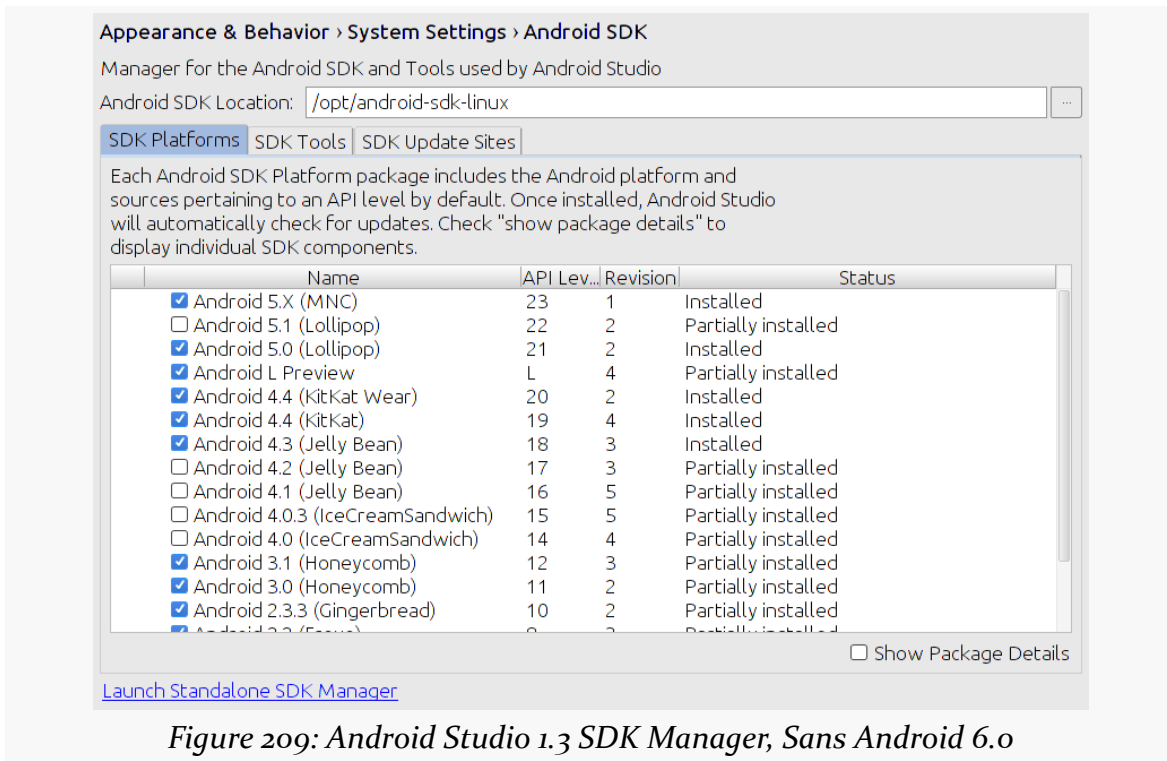 Appearance & Behavior › System Settings › Android SDK
Manager for the Android SDK and Tools used by Android Studio
Android SDK Location: /opt/android-sdk-linux ...
SDK Platforms SDK Tools SDK Update Sites
Each Android SDK Platform package includes the Android platform and
sources pertaining to an API level by default. Once installed, Android Studio
will automatically check for updates. Check "show package details" to
display individual SDK components.
Name API Lev... Revision Status
Android 5.X (MNC) 23 1 Installed
Android 5.1 (Lollipop) 22 2 Partially installed
Android 5.0 (Lollipop) 21 2 Installed
Android L Preview L 4 Partially installed
Android 4.4 (KitKat Wear) 20 2 Installed
Android 4.4 (KitKat) 19 4 Installed
Android 4.3 (Jelly Bean) 18 3 Installed
Android 4.2 (Jelly Bean) 17 3 Partially installed
Android 4.1 (Jelly Bean) 16 5 Partially installed
Android 4.0.3 (IceCreamSandwich) 15 5 Partially installed
Android 4.0 (IceCreamSandwich) 14 4 Partially installed
Android 3.1 (Honeycomb) 12 3 Partially installed
Android 3.0 (Honeycomb) 11 2 Partially installed
Android 2.3.3 (Gingerbread) 10 2 Partially installed
Show Package Details
Launch Standalone SDK Manager
Figure 209: Android Studio 1.3 SDK Manager, Sans Android 6.0